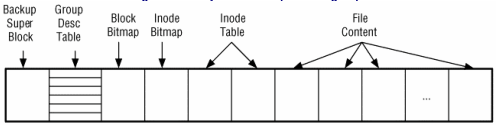 Backup
Super
Block
Group
Desc
Table
Block
Bitmap
Inode
Bitmap
Inode
Table
File
Content
...